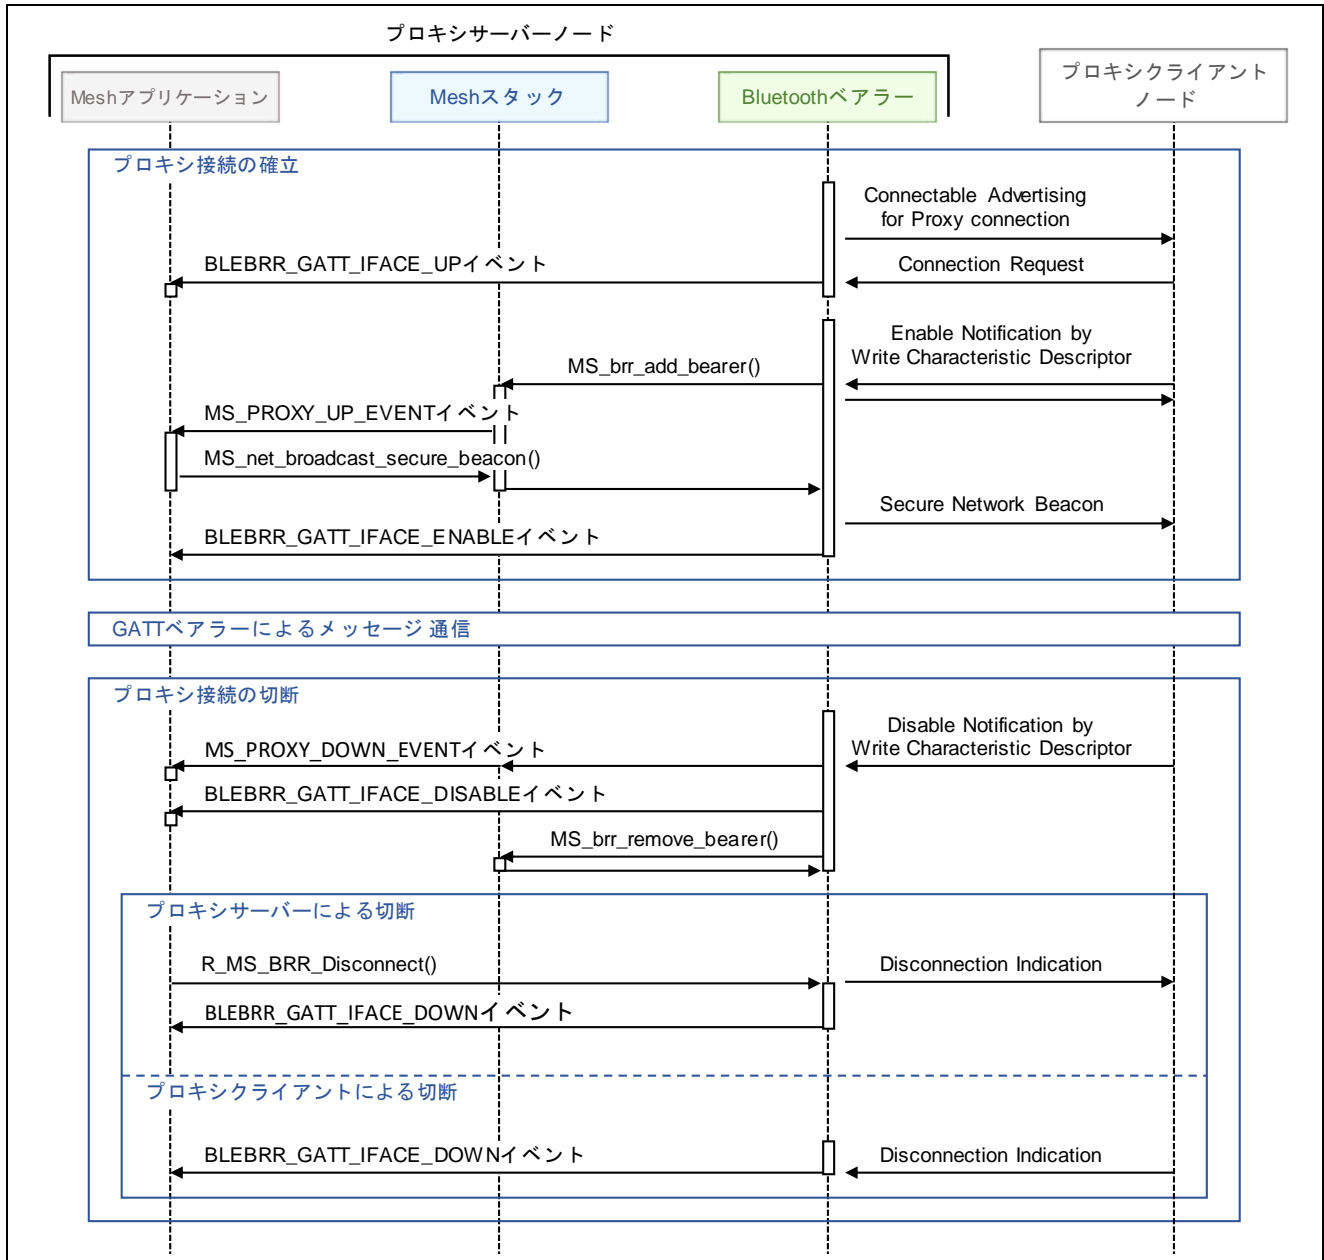 プロキシサーバーノード
Meshアプリケーション
Meshスタック
Bluetoothベアラー
プロキシクライアント
ノード
プロキシ接続の確立
Connectable Advertising
for Proxy connection
BLEBRR_GATT_IFACE_UPイベント
Connection Request
Enable Notification by
Write Characteristic Descriptor
MS_brr_add_bearer()
MS_PROXY_UP_EVENTイベント
MS_net_broadcast_secure_beacon()
Secure Network Beacon
BLEBRR_GATT_IFACE_ENABLEイベント
GATTベアラーによるメッセージ通信
プロキシ接続の切断
Disable Notification by
Write Characteristic Descriptor
MS_PROXY_DOWN_EVENTイベント
BLEBRR_GATT_IFACE_DISABLEイベント
MS_brr_remove_bearer()
プロキシサーバーによる切断
R_MS_BRR_Disconnect()
Disconnection Indication
BLEBRR_GATT_IFACE_DOWNイベント
プロキシクライアントによる切断
BLEBRR_GATT_IFACE_DOWNイベント
Disconnection Indication